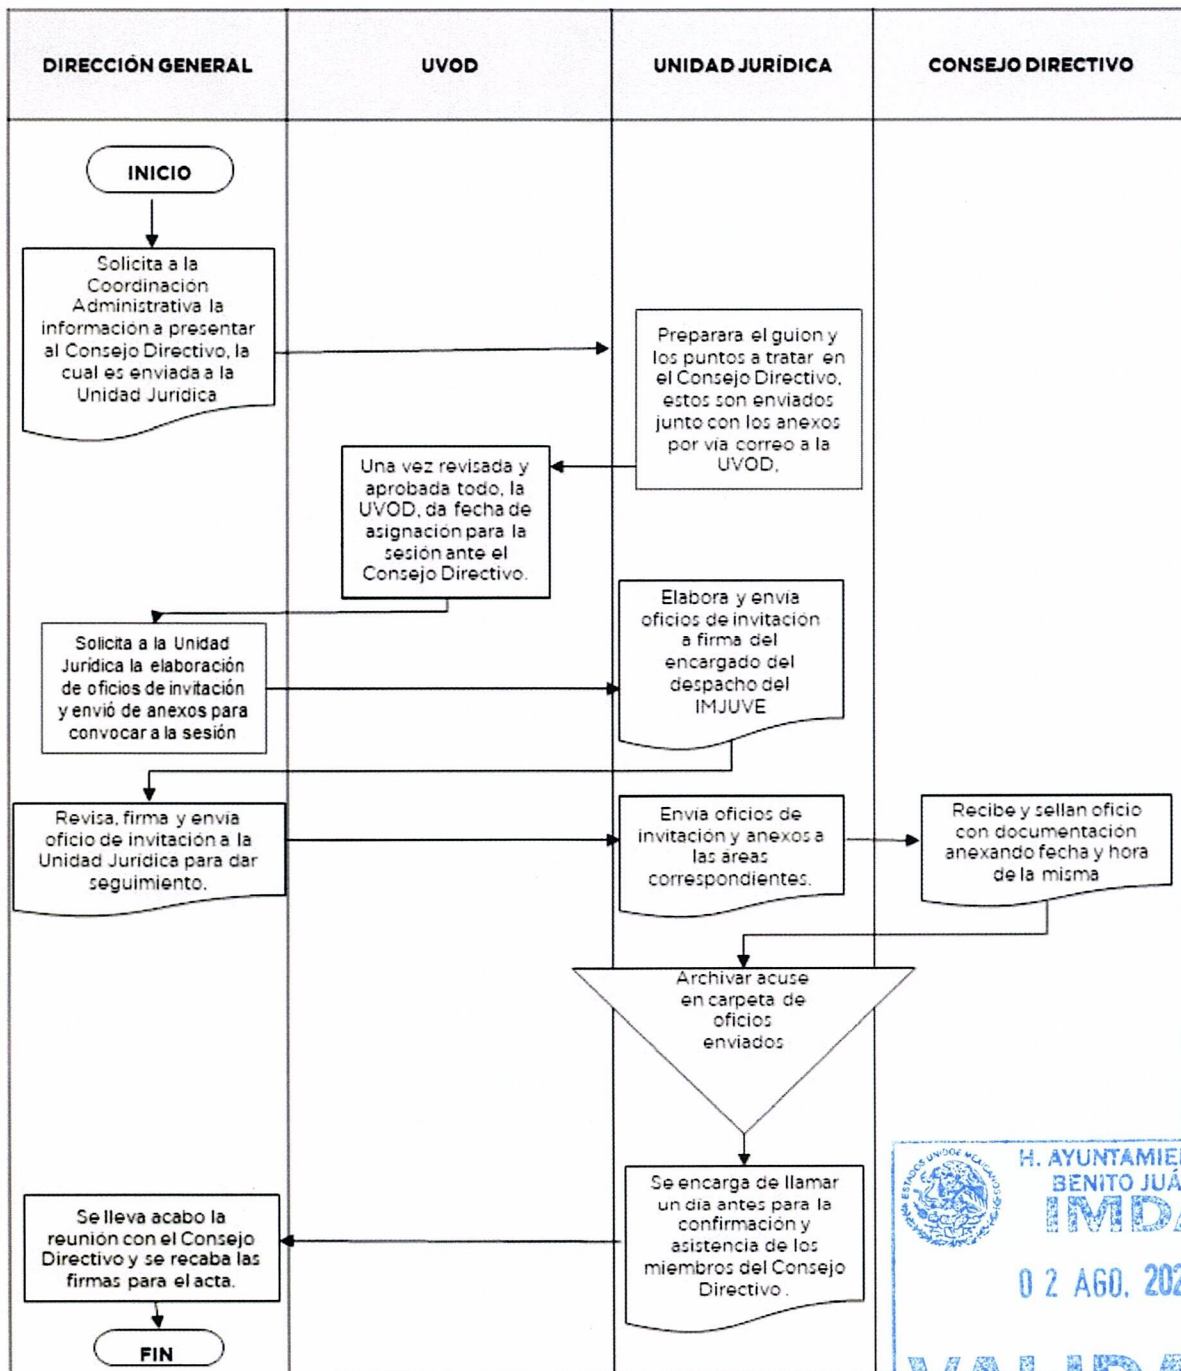 DIRECCIÓN GENERAL
UVOD
UNIDAD JURÍDICA
CONSEJO DIRECTIVO
INICIO
Solicita a la
Coordinación
Administrativa la
información a presentar
al Consejo Directivo, la
cual es enviada a la
Unidad Jurídica
Preparara el guion y
los puntos a tratar en
el Consejo Directivo,
estos son enviados
junto con los anexos
por vía correo a la
UVOD,
Una vez revisada y
aprobada todo, la
UVOD, da fecha de
asignación para la
sesión ante el
Consejo Directivo.
Solicita a la Unidad
Jurídica la elaboración
de oficios de invitación
y envió de anexos para
convocar a la sesión
Elabora y envía
oficios de invitación
a firma del
encargado del
despacho del
IMJUVE
Revisa, firma y envía
oficio de invitación a la
Unidad Jurídica para dar
seguimiento.
Envía oficios de
invitación y anexos a
las áreas
correspondientes.
Recibe y sellan oficio
con documentación
anexando fecha y hora
de la misma
Archivar acuse
en carpeta de
oficios
enviados
Se encarga de llamar
un día antes para la
confirmación y
asistencia de los
miembros del Consejo
Directivo.
Se lleva acabo la
reunión con el Consejo
Directivo y se recaba las
firmas para el acta.
FIN
ESTADOS UNIDOS MEXICANOS
H. AYUNTAMIE
BENITO JUÁ
IMDA
02 AGO. 202
VALIDA